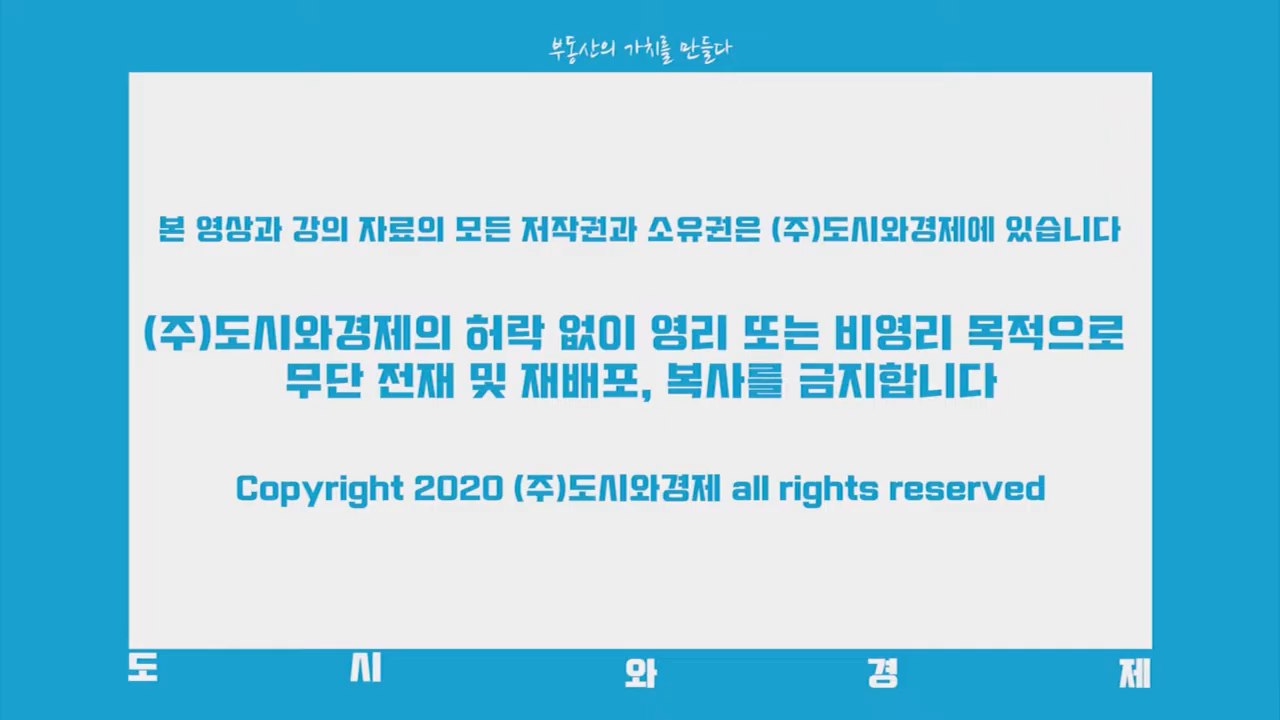 부동산의 가치를 만들다
본 영상과 강의 자료의 모든 저작권과 소유권은 (주)도시와경제에 있습니다
(주)도시와경제의 허락 없이 영리 또는 비영리 목적으로
무단 전재 및 재배포, 복사를 금지합니다
Copyright 2020 (주)도시와경제 all rights reserved
도 시 와 경 제